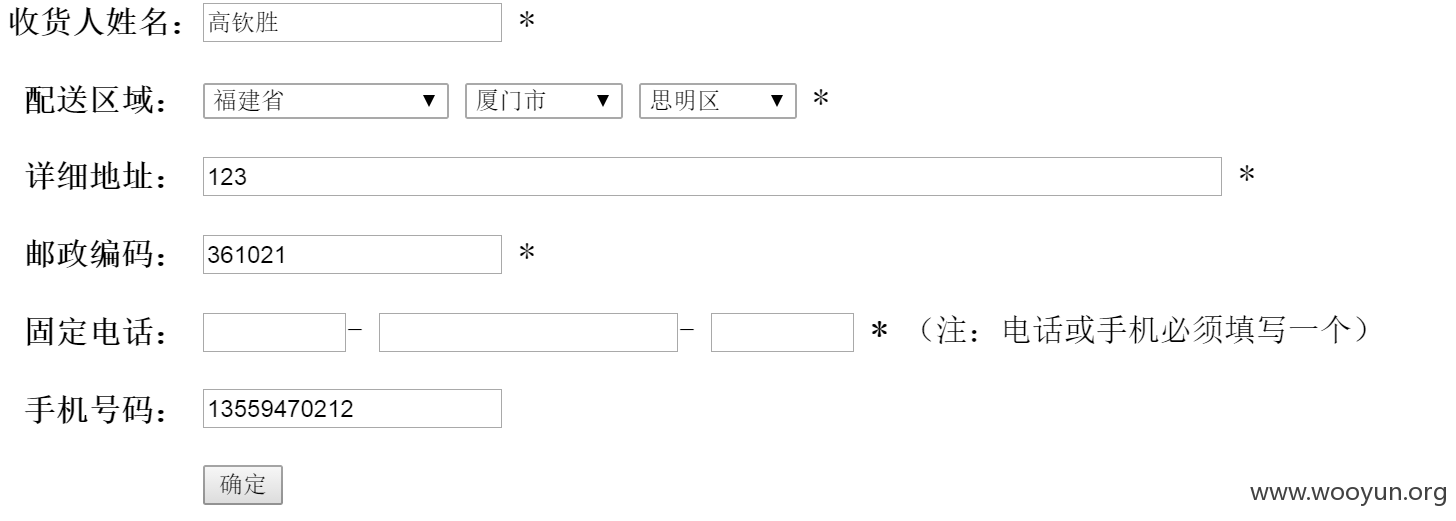 收货人姓名： 高钦胜 *
配送区域： 福建省 ▼ 厦门市 ▼ 思明区 ▼ *
详细地址： 123 *
邮政编码： 361021 *
固定电话： - - * （注：电话或手机必须填写一个）
手机号码： 13559470212
确定
www.wooyun.org